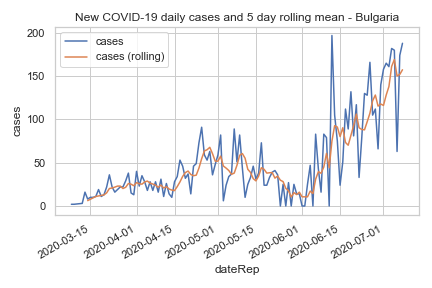 New COVID-19 daily cases and 5 day rolling mean - Bulgaria
cases
cases (rolling)
200
150
100
50
0
cases
2020-03-15
2020-04-01
2020-04-15
2020-05-01
2020-05-15
2020-06-01
2020-06-15
2020-07-01
dateRep